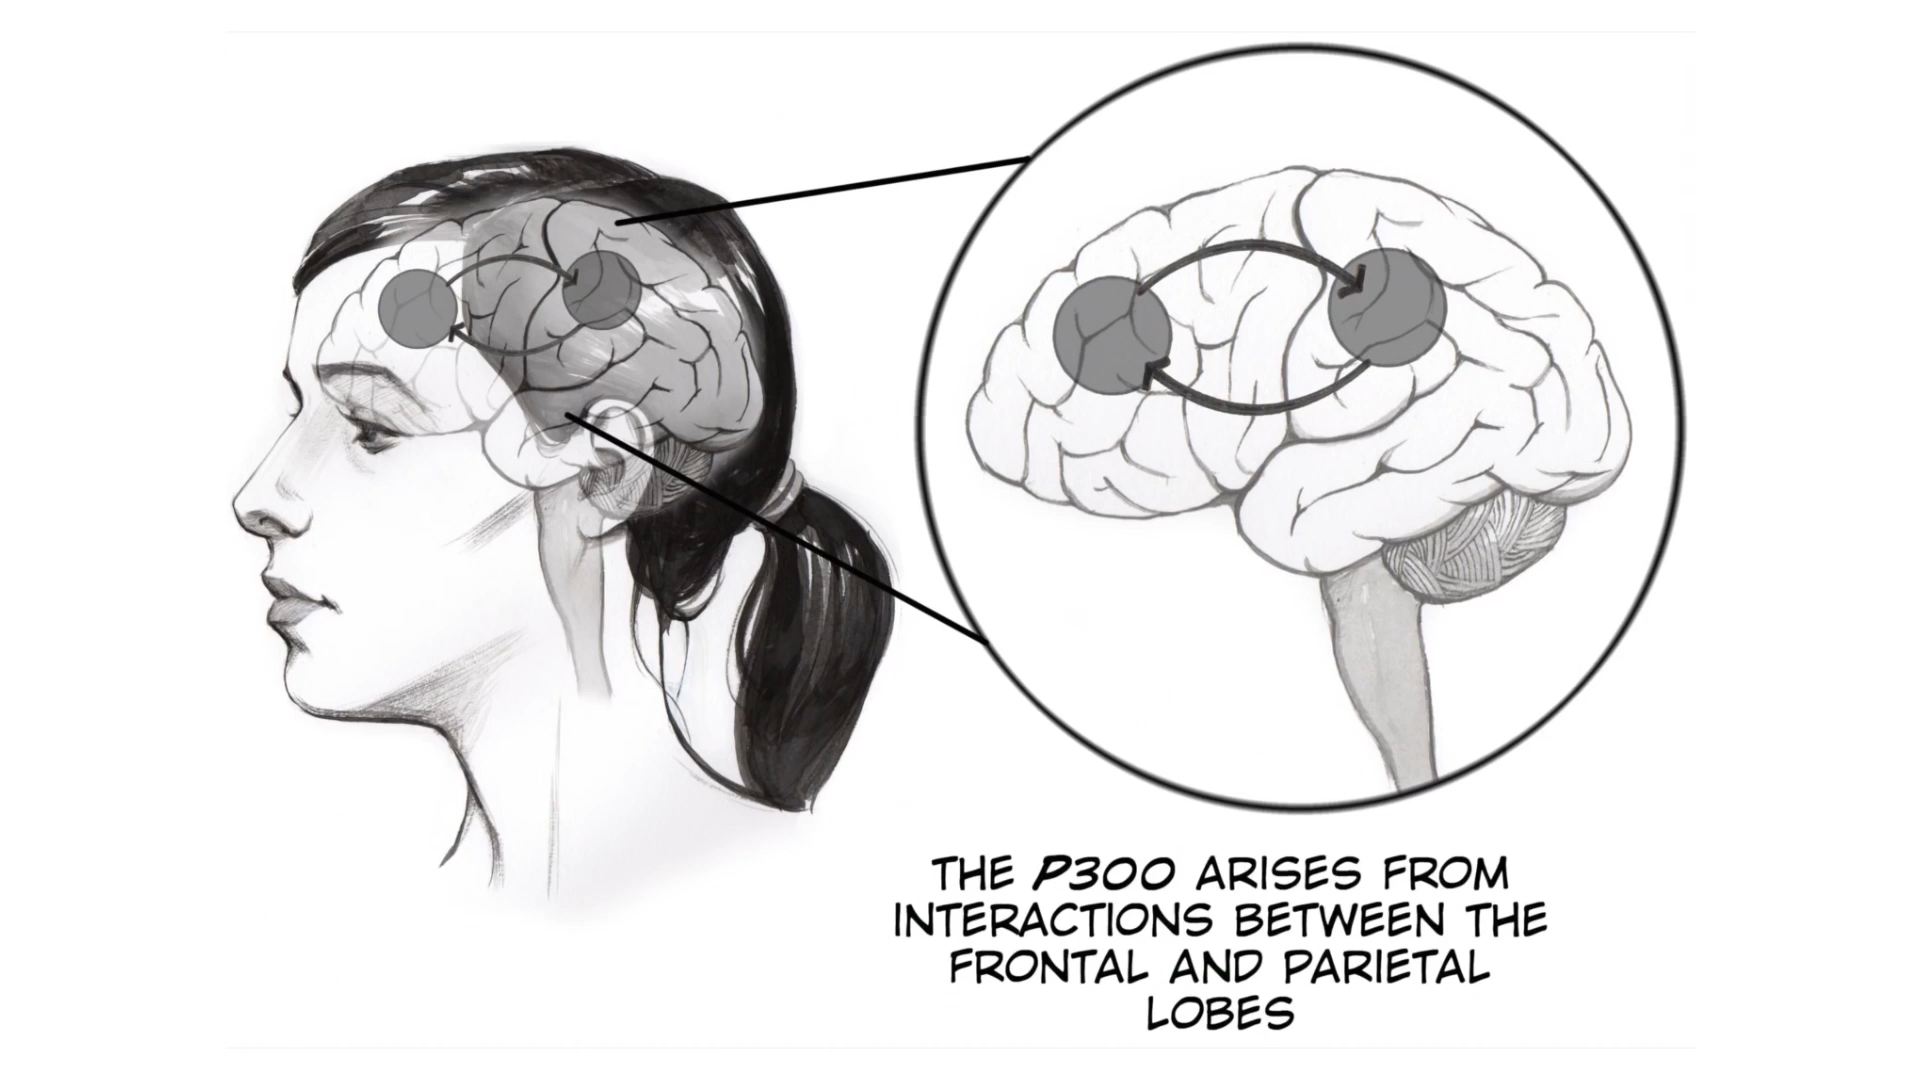 THE P300 ARISES FROM
INTERACTIONS BETWEEN THE
FRONTAL AND PARIETAL
LOBES